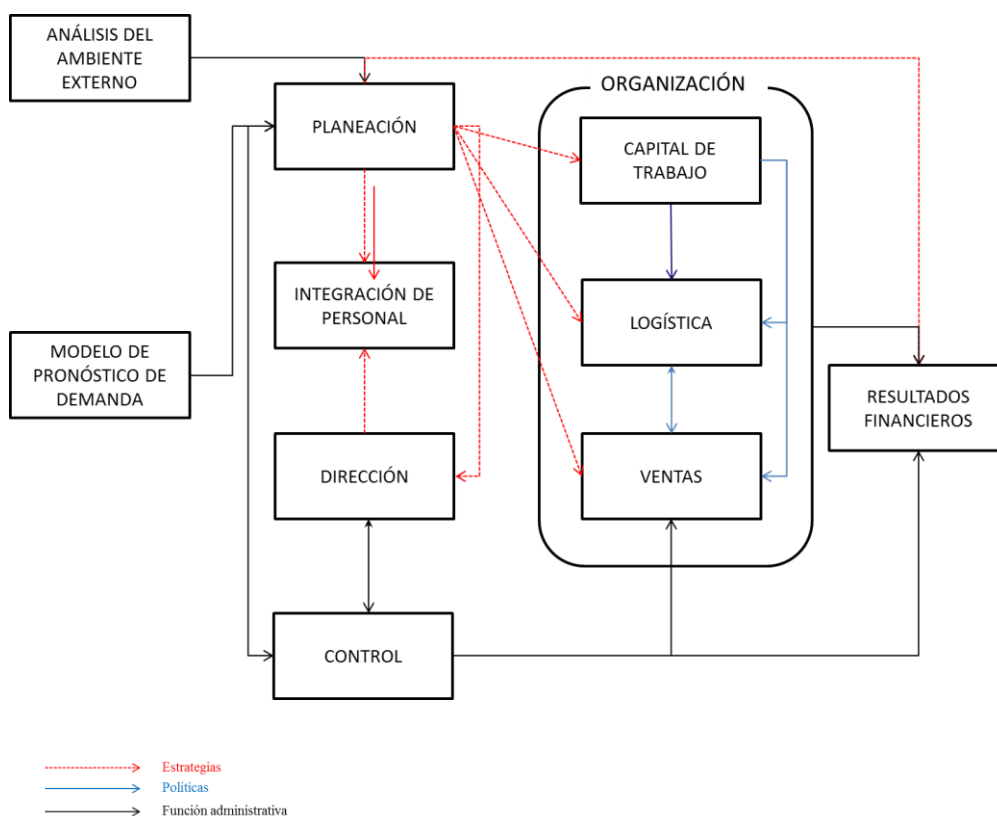 ANÁLISIS DEL
AMBIENTE
EXTERNO
PLANEACIÓN
ORGANIZACIÓN
CAPITAL DE
TRABAJO
INTEGRACIÓN DE
PERSONAL
LOGÍSTICA
MODELO DE
PRONÓSTICO DE
DEMANDA
RESULTADOS
FINANCIEROS
DIRECCIÓN
VENTAS
CONTROL
Estrategias
Políticas
Función administrativa